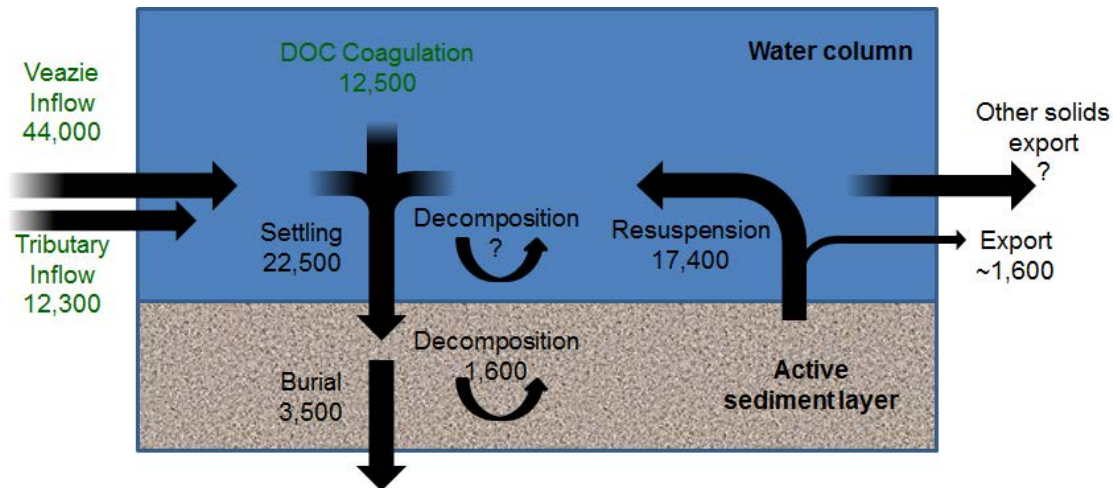 DOC Coagulation
12,500
Water column
Veazie
Inflow
44,000
Other solids
export
?
Tributary
Inflow
12,300
Settling
22,500
Decomposition
?
Resuspension
17,400
Export
~1,600
Burial
3,500
Decomposition
1,600
Active
sediment layer